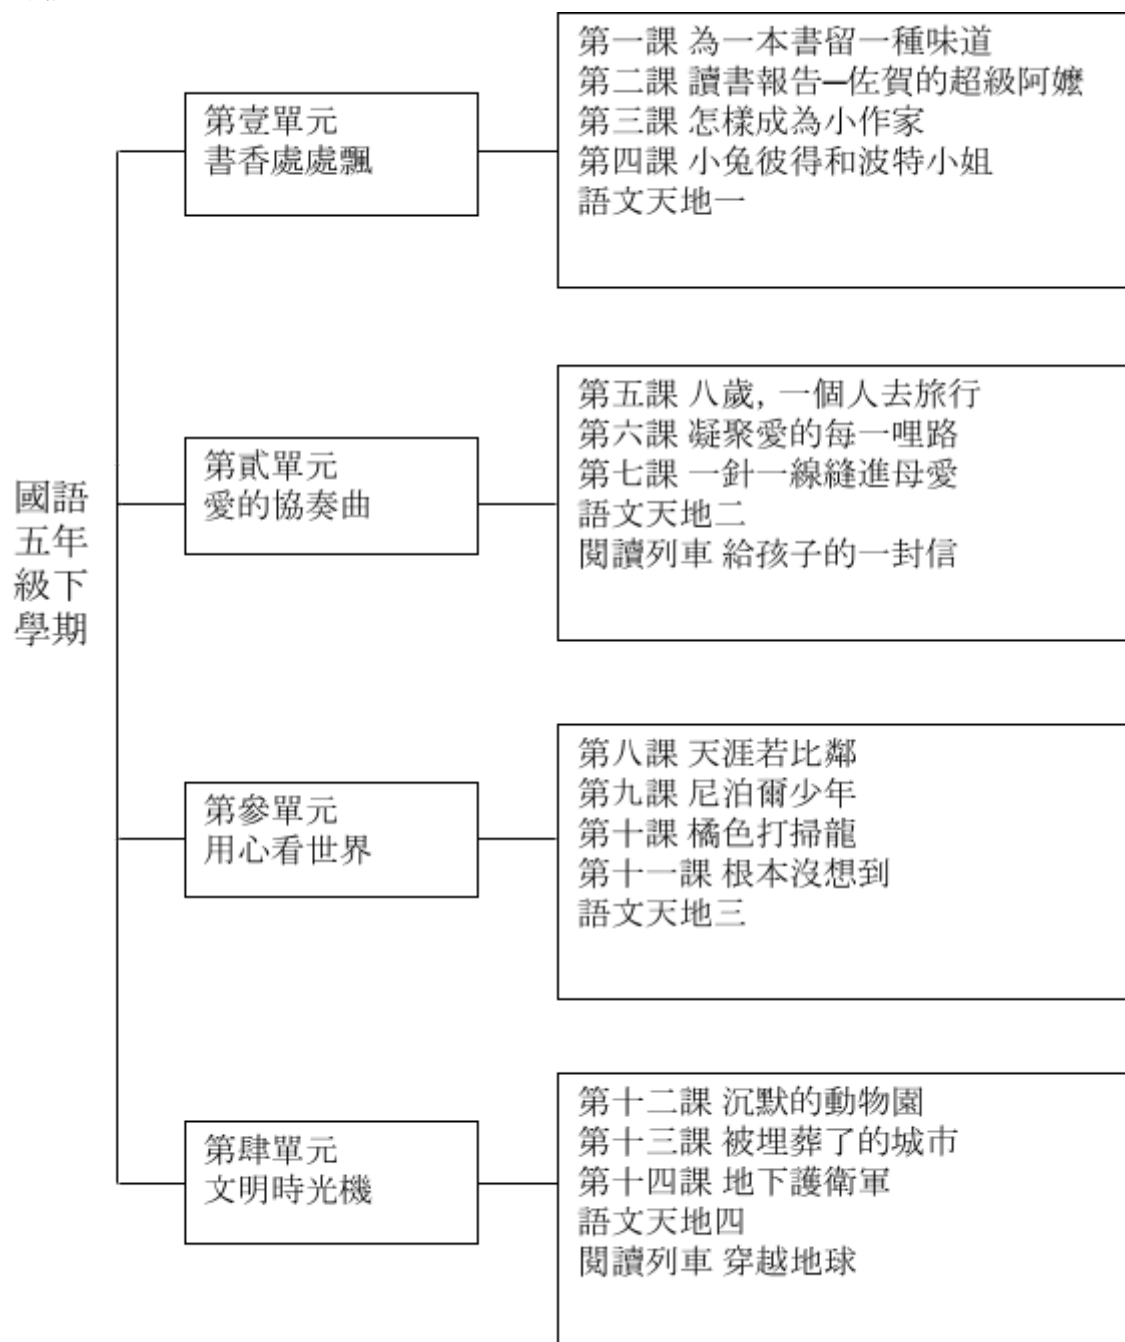 國語
五年
級下
學期
第壹單元
書香處處飄
第一課 為一本書留一種味道
第二課 讀書報告─佐賀的超級阿嬤
第三課 怎樣成為小作家
第四課 小兔彼得和波特小姐
語文天地一
第貳單元
愛的協奏曲
第五課 八歲, 一個人去旅行
第六課 凝聚愛的每一哩路
第七課 一針一線縫進母愛
語文天地二
閱讀列車 給孩子的一封信
第參單元
用心看世界
第八課 天涯若比鄰
第九課 尼泊爾少年
第十課 橘色打掃龍
第十一課 根本沒想到
語文天地三
第肆單元
文明時光機
第十二課 沉默的動物園
第十三課 被埋葬了的城市
第十四課 地下護衛軍
語文天地四
閱讀列車 穿越地球